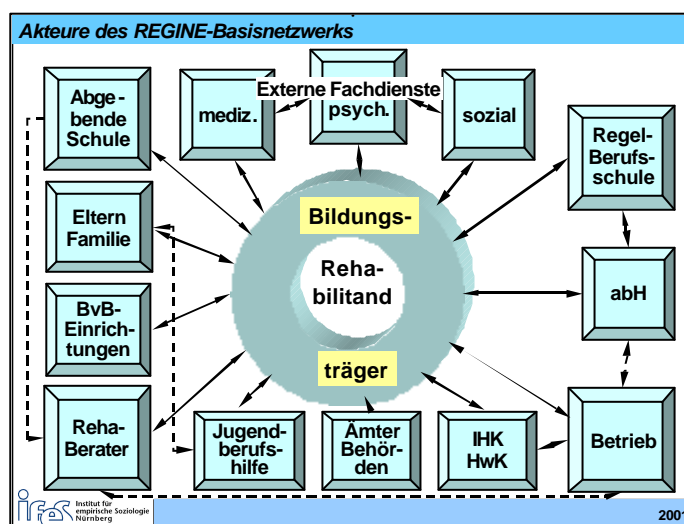 Akteure des REGINE-Basisnetzwerks
Abge-
bende
Schule
Externe Fachdienste
mediz.
psych.
sozial
Regel-
Berufs-
schule
Eltern
Familie
Bildungs-
Reha-
bilitand
träger
abH
BvB-
Einrich-
tungen
Reha-
Berater
Jugend-
berufs-
hilfe
Ämter
Behör-
den
IHK
HwK
Betrieb
ifes
Institut für
empirische Soziologie
Nürnberg
2001